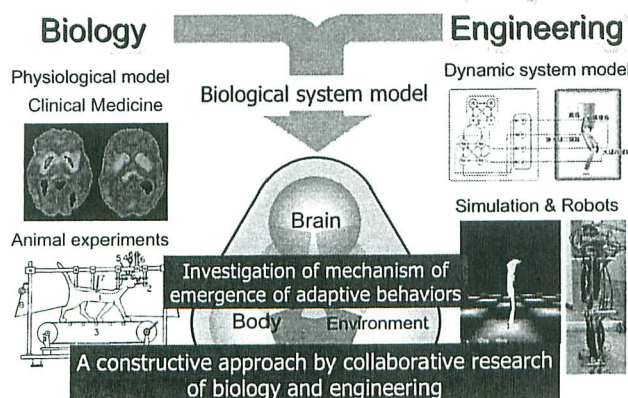 Biology
Engineering
Physiological model
Clinical Medicine
Biological system model
Dynamic system model
Brain
Simulation & Robots
Animal experiments
Investigation of mechanism of
emergence of adaptive behaviors
Body
Environment
3
A constructive approach by collaborative research
of biology and engineering